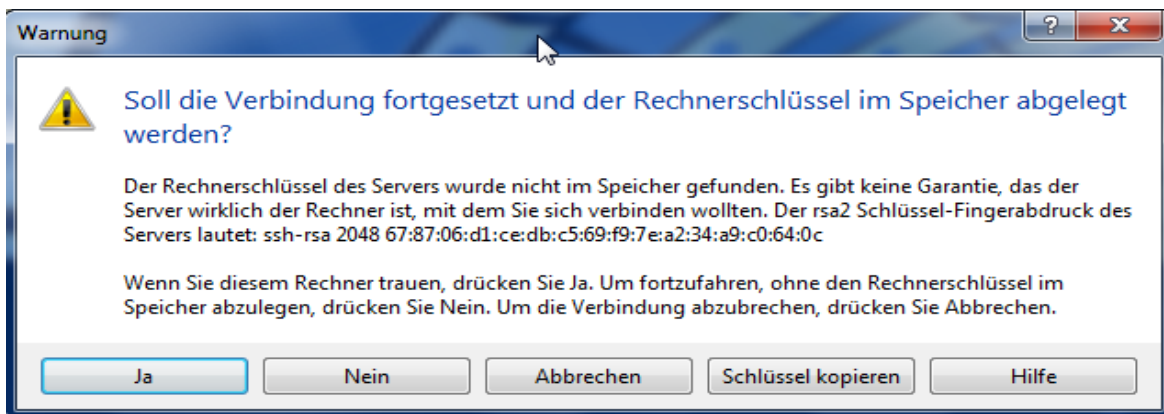 Warnung
Soll die Verbindung fortgesetzt und der Rechnerschlüssel im Speicher abgelegt
werden?
Der Rechnerschlüssel des Servers wurde nicht im Speicher gefunden. Es gibt keine Garantie, das der
Server wirklich der Rechner ist, mit dem Sie sich verbinden wollten. Der rsa2 Schlüssel-Fingerabdruck des
Servers lautet: ssh-rsa 2048 67:87:06:d1:ce:db:c5:69:f9:7e:a2:34:a9:c0:64:0c
Wenn Sie diesem Rechner trauen, drücken Sie Ja. Um fortzufahren, ohne den Rechnerschlüssel im
Speicher abzulegen, drücken Sie Nein. Um die Verbindung abzubrechen, drücken Sie Abbrechen.
Ja Nein Abbrechen Schlüssel kopieren Hilfe